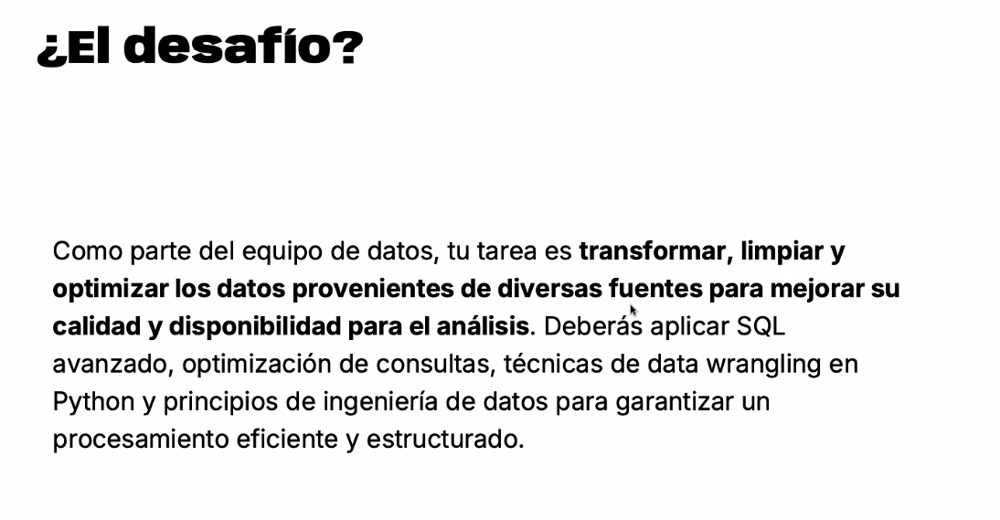 ¿El desafío?
Como parte del equipo de datos, tu tarea es transformar, limpiar y
optimizar los datos provenientes de diversas fuentes para mejorar su
calidad y disponibilidad para el análisis. Deberás aplicar SQL
avanzado, optimización de consultas, técnicas de data wrangling en
Python y principios de ingeniería de datos para garantizar un
procesamiento eficiente y estructurado.